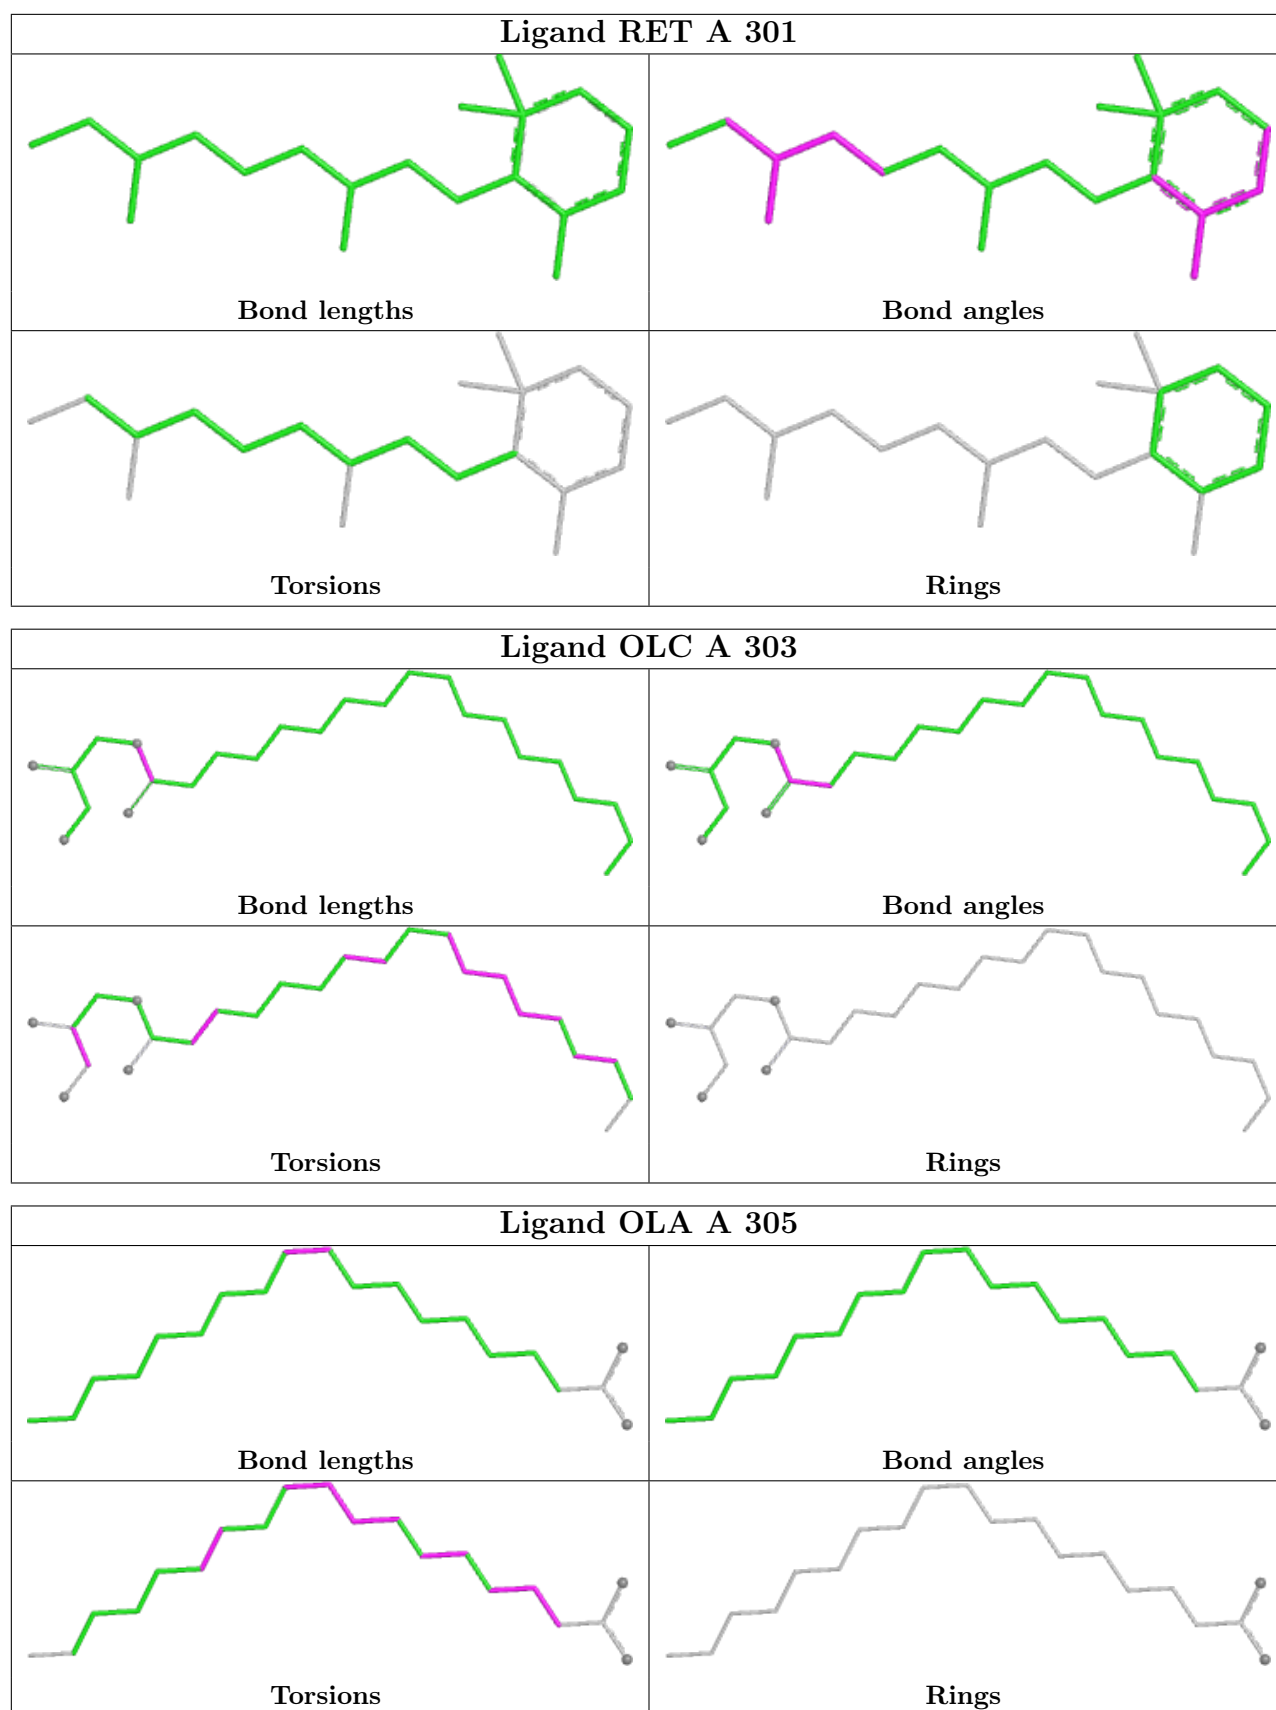 Ligand RET A 301
Bond lengths
Bond angles
Torsions
Rings
Ligand OLC A 303
Bond lengths
Bond angles
Torsions
Rings
Ligand OLA A 305
Bond lengths
Bond angles
Torsions
Rings